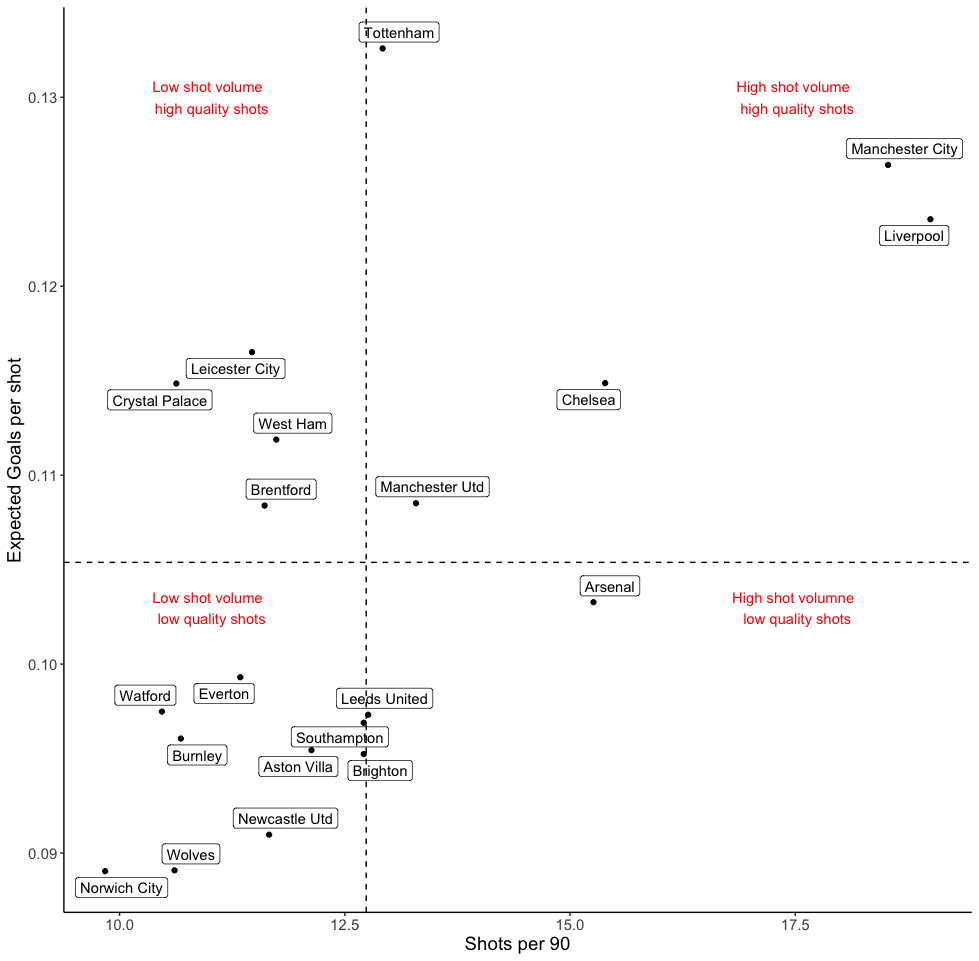 Tottenham
0.13
Low shot volume
high quality shots
High shot volume
high quality shots
Manchester City
Liverpool
0.12
Leicester City
Crystal Palace
Chelsea
West Ham
0.11
Brentford
Manchester Utd
Expected Goals per shot
Arsenal
Low shot volume
low quality shots
High shot volumne
low quality shots
0.10
Watford
Everton
Leeds United
Southampton
Burnley
Aston Villa
Brighton
Newcastle Utd
0.09
Wolves
Norwich City
10.0
12.5
15.0
17.5
Shots per 90